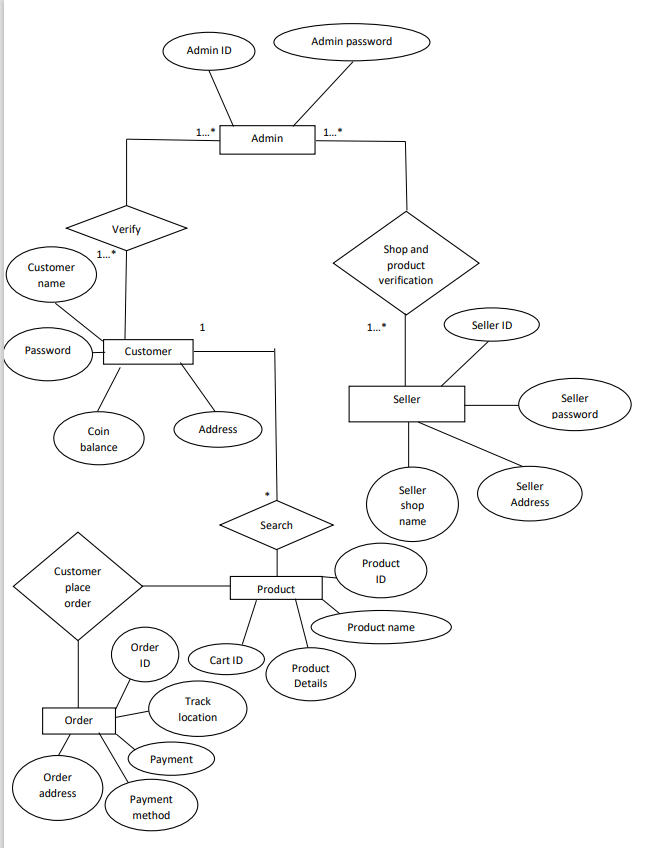 Admin ID
Admin password
1...*
Admin
1...*
Verify
1...*
Shop and
product
verification
Customer
name
1...*
Seller ID
1
Password
Customer
Seller
Seller
password
Coin
balance
Address
Seller
shop
name
Seller
Address
*
Search
Customer
place
order
Product
ID
Product
Product name
Order
ID
Cart ID
Product
Details
Track
location
Order
Payment
Order
address
Payment
method